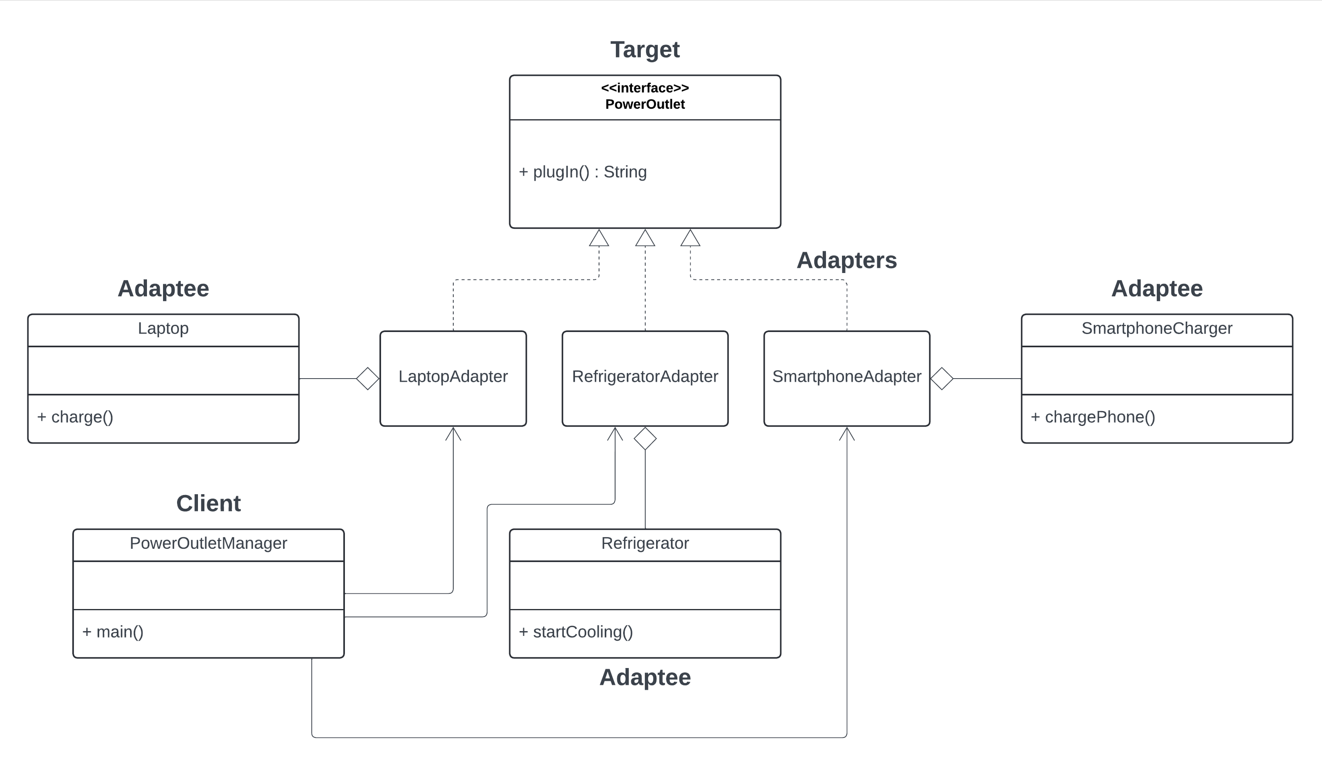 Target
<<interface>>
PowerOutlet
+ plugIn() : String
Adapters
Adaptee
Laptop
+ charge()
LaptopAdapter
RefrigeratorAdapter
SmartphoneAdapter
Adaptee
SmartphoneCharger
+ chargePhone()
Client
PowerOutletManager
+ main()
Refrigerator
+ startCooling()
Adaptee